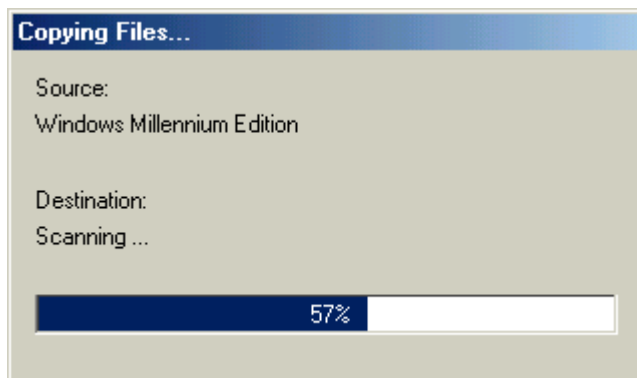 Copying Files...
Source:
Windows Millennium Edition
Destination:
Scanning ...
57%